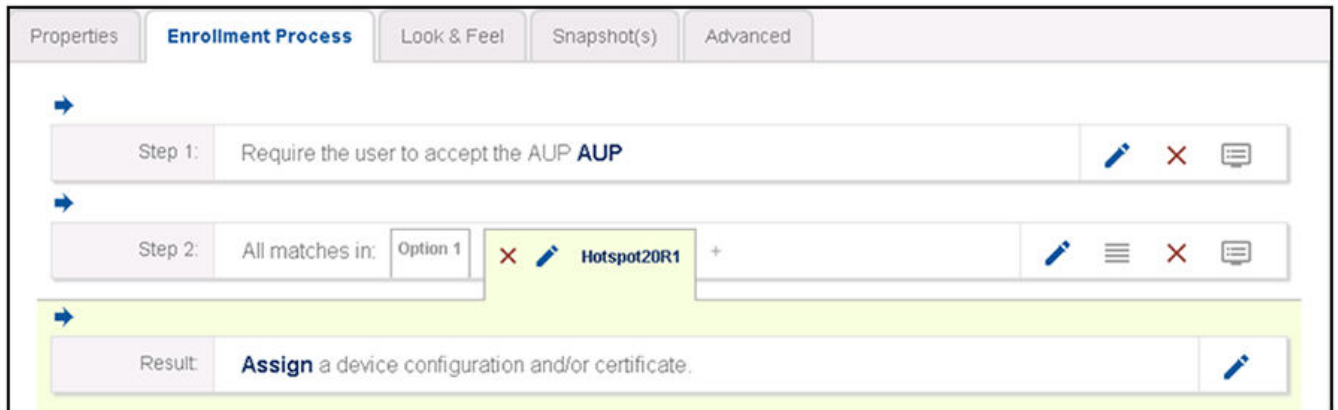 Properties Enrollment Process Look & Feel Snapshot(s) Advanced
Step 1: Require the user to accept the AUP AUP
Step 2: All matches in: Option 1 Hotspot20R1 +
Result: Assign a device configuration and/or certificate.